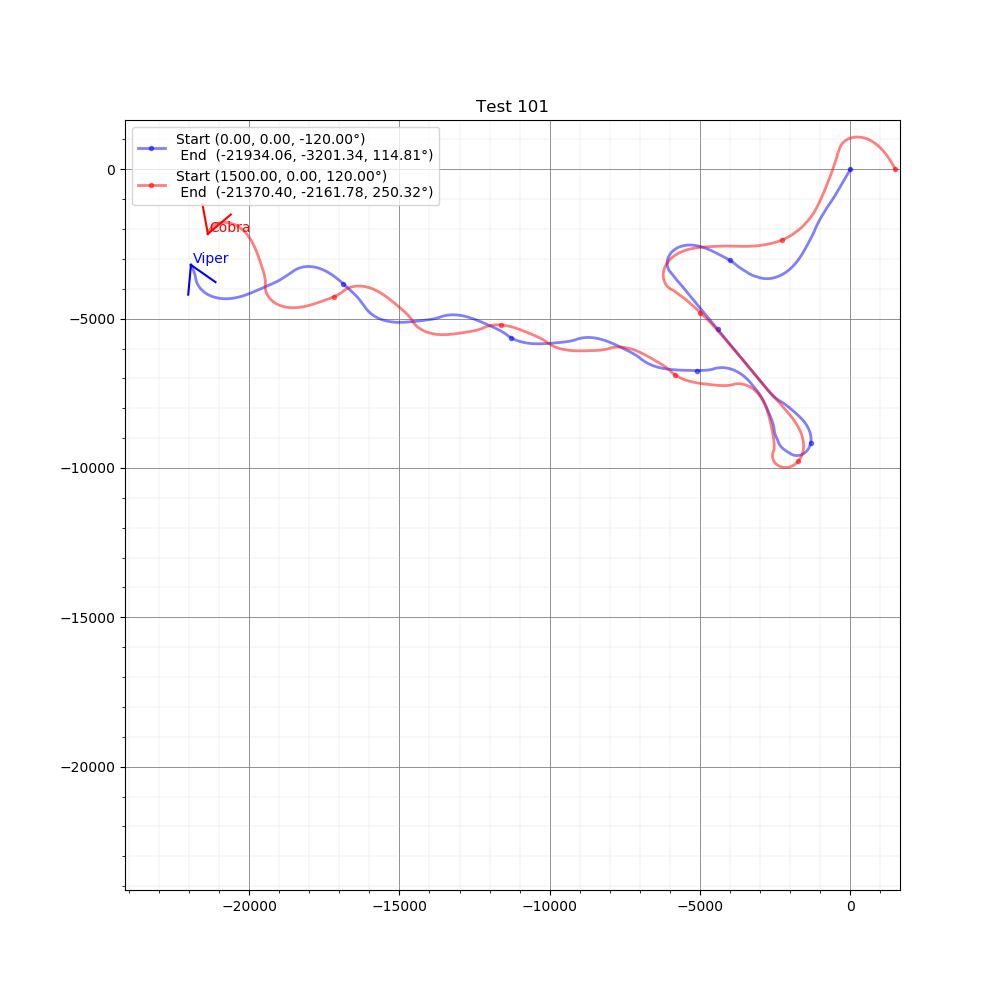 Test 101
Start (0.00, 0.00, -120.00°)
End (-21934.06, -3201.34, 114.81°)
Start (1500.00, 0.00, 120.00°)
End (-21370.40, -2161.78, 250.32°)
Cobra
Viper
0
−5000
−10000
−15000
−20000
−20000
−15000
−10000
−5000
0